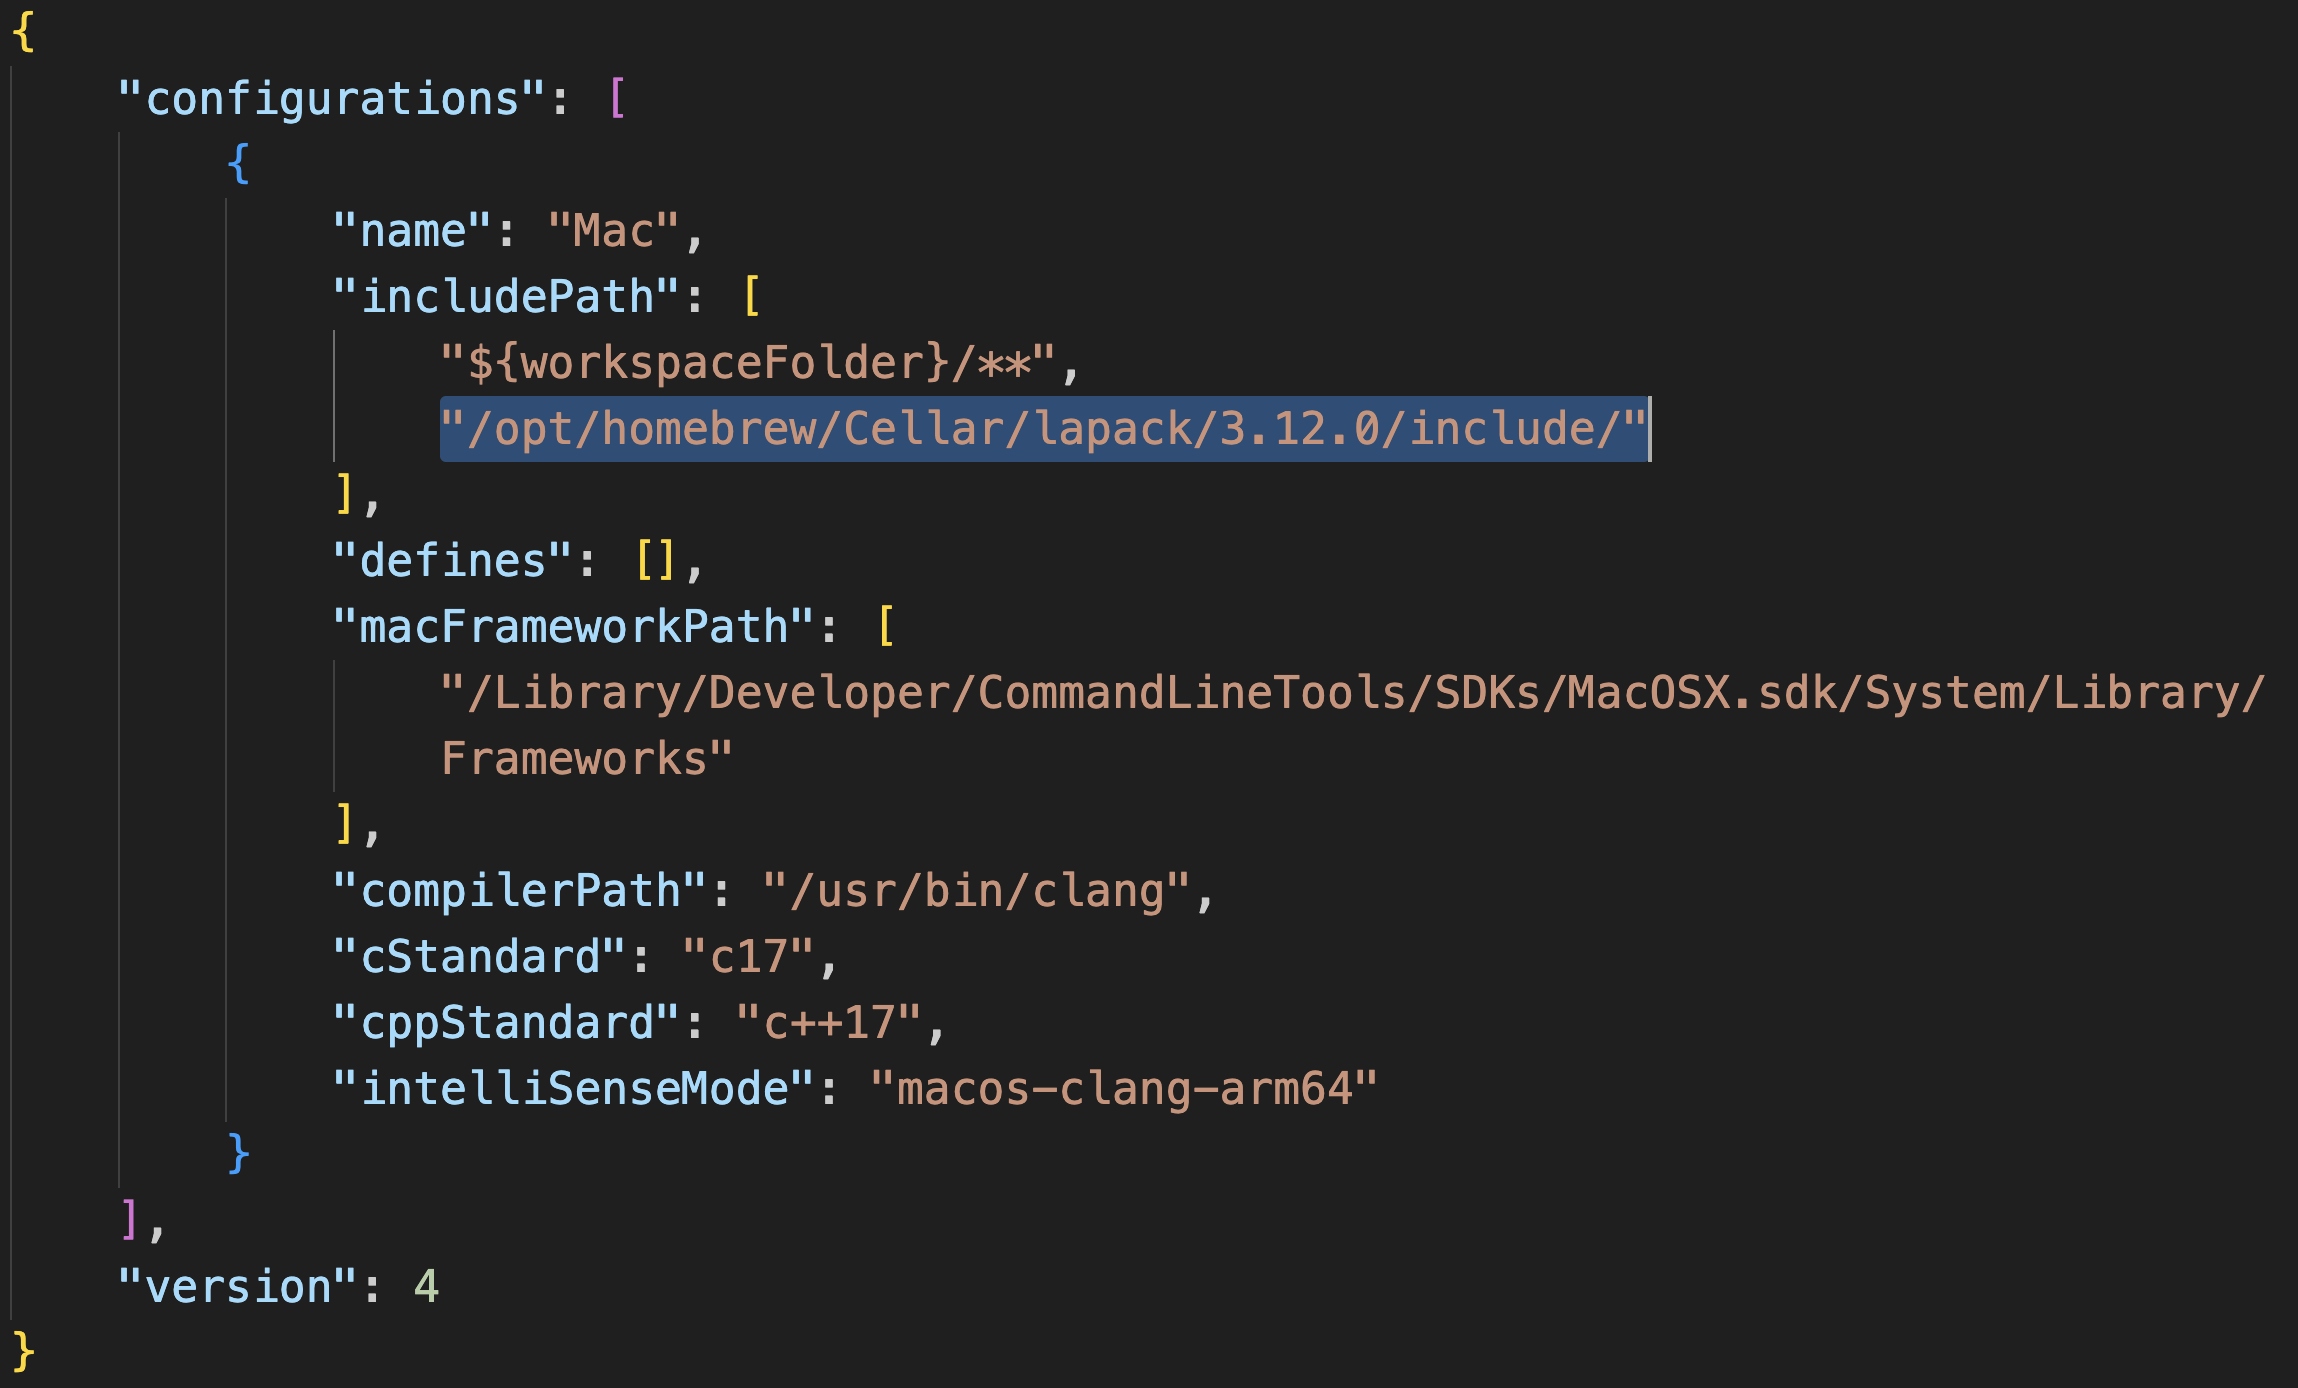 {
    "configurations": [
        {
            "name": "Mac",
            "includePath": [
                "${workspaceFolder}/**",
                "/opt/homebrew/Cellar/lapack/3.12.0/include/"
            ],
            "defines": [],
            "macFrameworkPath": [
                "/Library/Developer/CommandLineTools/SDKs/MacOSX.sdk/System/Library/
                Frameworks"
            ],
            "compilerPath": "/usr/bin/clang",
            "cStandard": "c17",
            "cppStandard": "c++17",
            "intelliSenseMode": "macos-clang-arm64"
        }
    ],
    "version": 4
}